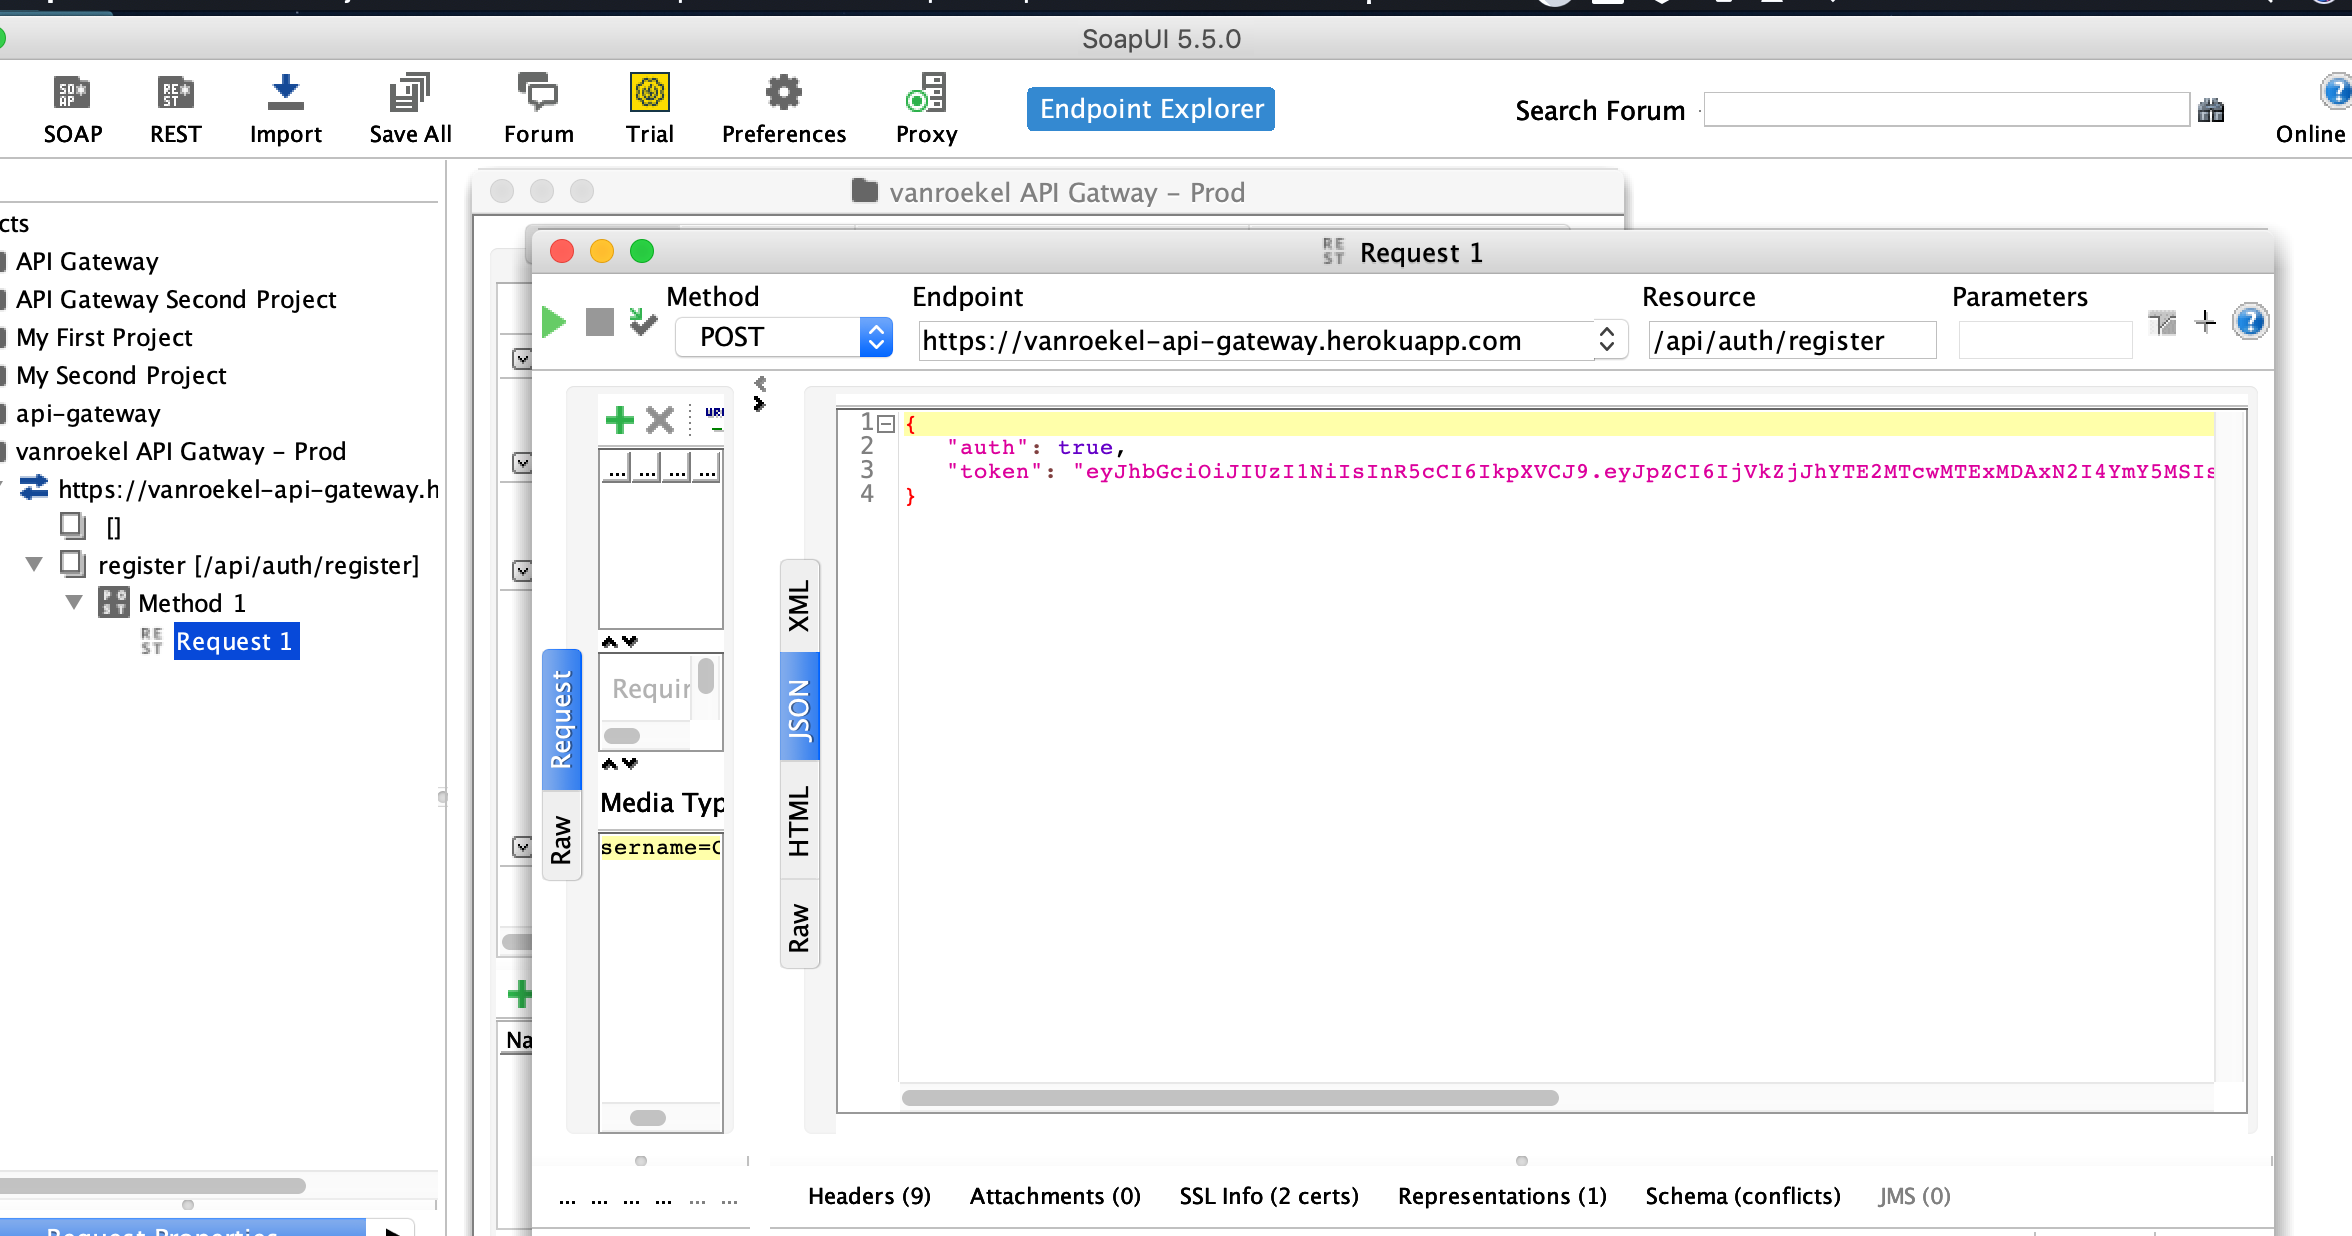 SoapUI 5.5.0
SOAP REST Import Save All Forum Trial Preferences Proxy Endpoint Explorer Search Forum Online
cts
API Gateway
API Gateway Second Project
My First Project
My Second Project
api-gateway
vanroekel API Gatway - Prod
https://vanroekel-api-gateway.h
[]
register [/api/auth/register]
Method 1
Request 1
vanroekel API Gatway - Prod
Request 1
Method Endpoint Resource Parameters
POST https://vanroekel-api-gateway.herokuapp.com /api/auth/register
... ... ... ...
Requir
Media Typ
sername=
Request
Raw
XML
JSON
HTML
Raw
1 {
2 "auth": true,
3 "token": "eyJhbGciOiJIUzI1NiIsInR5cCI6IkpXVCJ9.eyJpZCI6IjVkZjJhYTE2MTcwMTExMDAxN2I4YmY5MSIs
4 }
Na
... ... ... ... ... ...
Headers (9) Attachments (0) SSL Info (2 certs) Representations (1) Schema (conflicts) JMS (0)
Request Properties